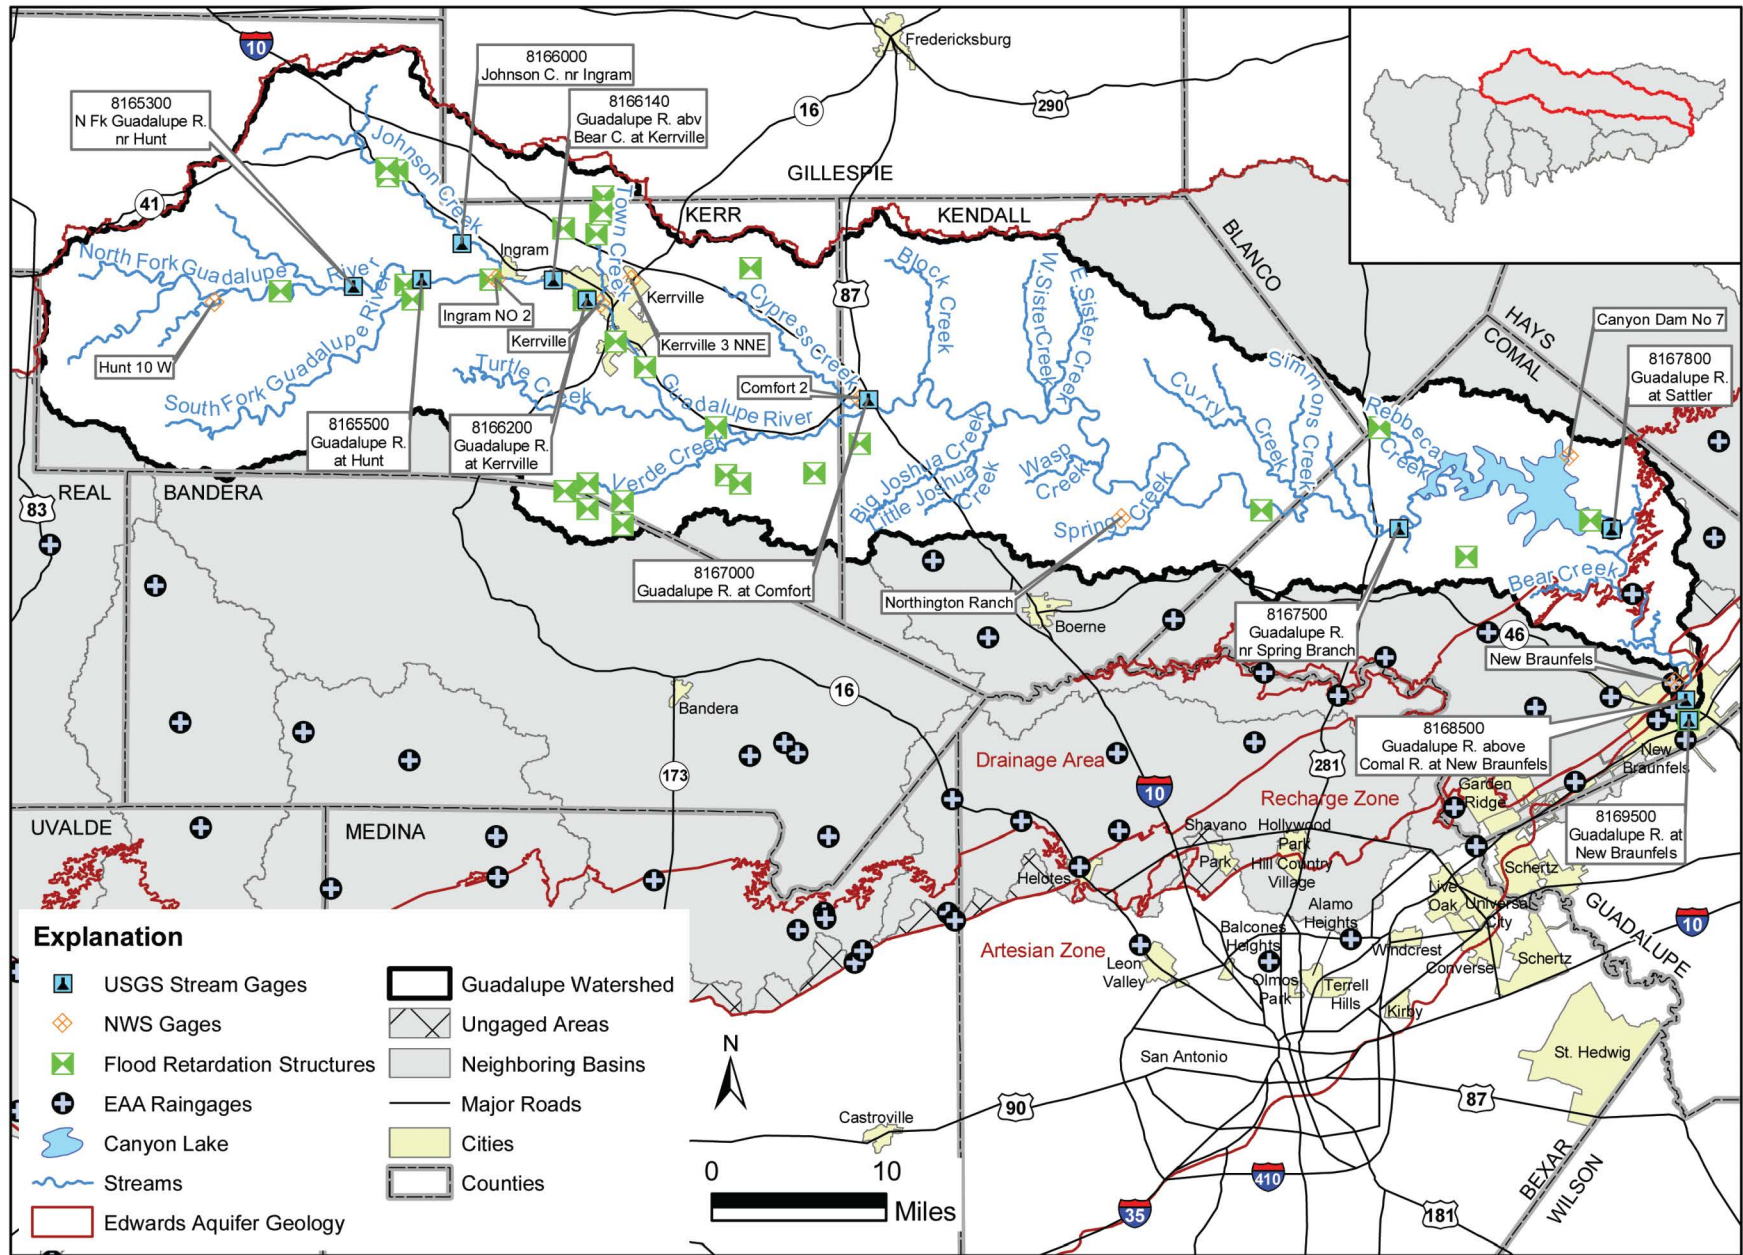 10
Fredericksburg
8166000
Johnson C. nr Ingram
8165300
N Fk Guadalupe R.
nr Hunt
8166140
Guadalupe R. abv
Bear C. at Kerrville
16
290
41
Johnson Creek
GILLESPIE
KERR
KENDALL
BLANCO
HAYS
COMAL
Town Creek
Ingram
North Fork Guadalupe River
Kerrville
87
Block Creek
W. Sister Creek
E. Sister Creek
Cypress Creek
Ingram NO 2
Kerrville
Kerrville 3 NNE
Hunt 10 W
South Fork Guadalupe River
Turtle Creek
Comfort 2
Guadalupe River
Canyon Dam No 7
8167800
Guadalupe R.
at Sattler
Curry Creek
Simmons Creek
Rebbecca Creek
8165500
Guadalupe R.
at Hunt
8166200
Guadalupe R.
at Kerrville
Verde Creek
Big Joshua Creek
Little Joshua Creek
Wasp Creek
Spring Creek
REAL
BANDERA
83
8167000
Guadalupe R. at Comfort
Northington Ranch
Boerne
8167500
Guadalupe R.
nr Spring Branch
Bear Creek
46
New Braunfels
16
Bandera
173
Drainage Area
10
281
Recharge Zone
8168500
Guadalupe R. above
Comal R. at New Braunfels
New
Braunfels
Garden
Ridge
8169500
Guadalupe R. at
New Braunfels
UVALDE
MEDINA
Shavano
Park
Hollywood
Park
Hill Country
Village
Helotes
Schertz
Live
Oak
Universal
City
Alamo
Heights
GUADALUPE
10
Artesian Zone
Balcones
Heights
Windcrest
Leon
Valley
Converse
Schertz
Olmos
Park
Terrell
Hills
Kirby
San Antonio
St. Hedwig
Castroville
90
87
410
35
181
BEXAR
WILSON
Explanation
USGS Stream Gages
NWS Gages
Flood Retardation Structures
EAA Raingages
Canyon Lake
Streams
Edwards Aquifer Geology
Guadalupe Watershed
Ungaged Areas
Neighboring Basins
Major Roads
Cities
Counties
N
0 10
Miles